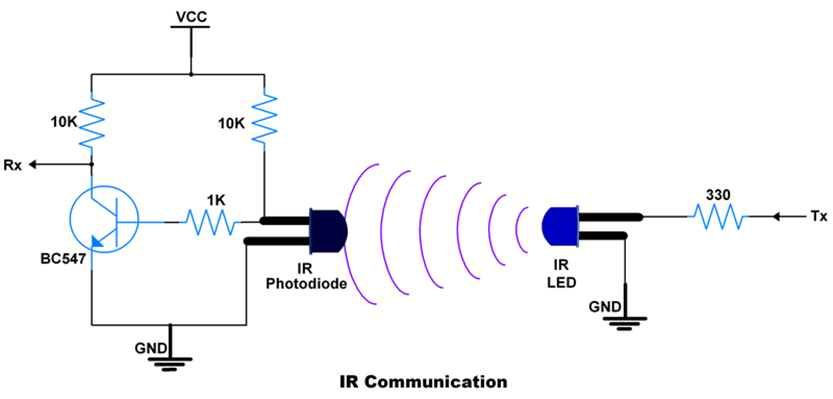 VCC
10K
10K
Rx
1K
330
Tx
BC547
IR
Photodiode
IR
LED
GND
GND
IR Communication